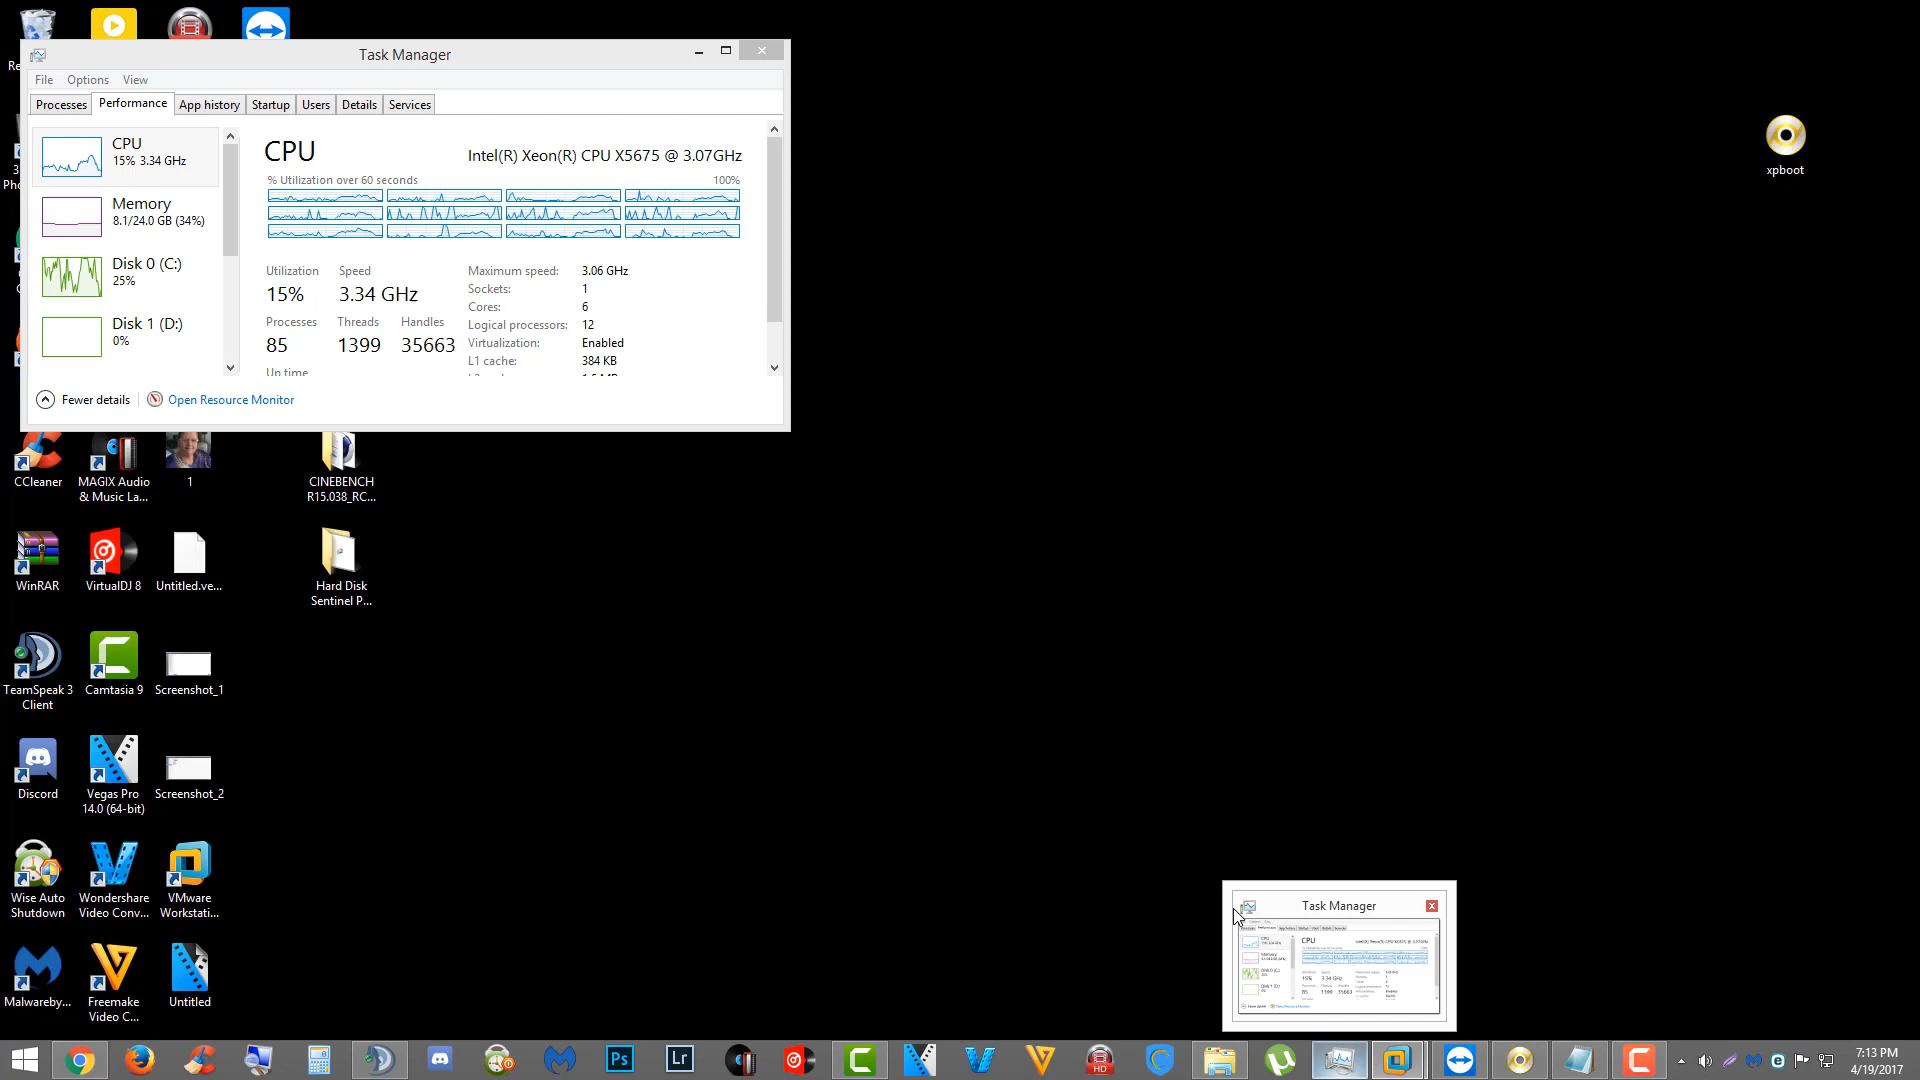 Task Manager
File Options View
Processes Performance App history Startup Users Details Services
CPU
15% 3.34 GHz
Memory
8.1/24.0 GB (34%)
Disk 0 (C:)
25%
Disk 1 (D:)
0%
CPU
Intel(R) Xeon(R) CPU X5675 @ 3.07GHz
% Utilization over 60 seconds 100%
Utilization Speed
15% 3.34 GHz
Processes Threads Handles
85 1399 35663
Up time
Maximum speed: 3.06 GHz
Sockets: 1
Cores: 6
Logical processors: 12
Virtualization: Enabled
L1 cache: 384 KB
Fewer details
Open Resource Monitor
xpboot
CCleaner
MAGIX Audio
& Music La...
1
CINEBENCH
R15.038_RC...
WinRAR
VirtualDJ 8
Untitled.ve...
Hard Disk
Sentinel P...
TeamSpeak 3
Client
Camtasia 9
Screenshot_1
Discord
Vegas Pro
14.0 (64-bit)
Screenshot_2
Wise Auto
Shutdown
Wondershare
Video Conv...
VMware
Workstati...
Malwareby...
Freemake
Video C...
Untitled
Task Manager
CPU
Ps
Lr
HD
7:13 PM
4/19/2017